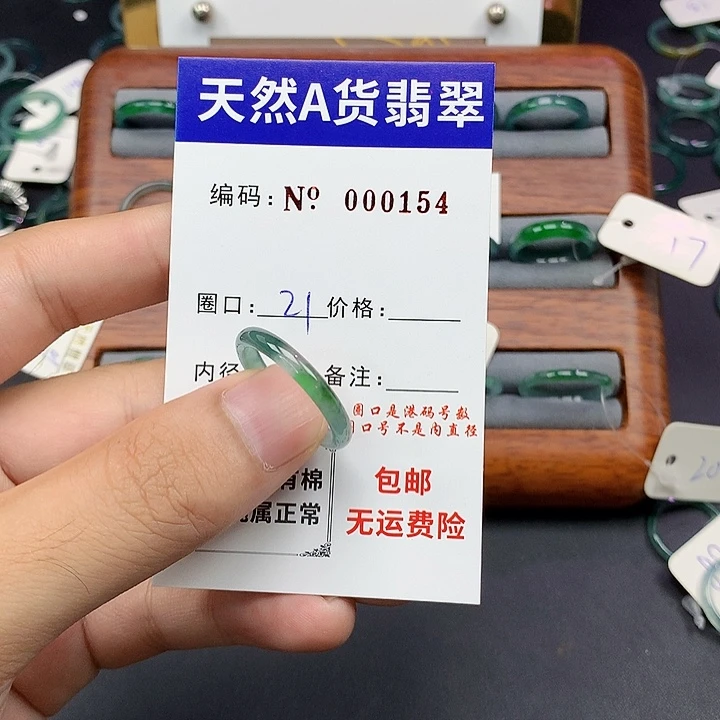 天然A货翡翠
编码: Nº 000154
圈口: 21 价格:
内径 备注:
圈口是港码号数
口号不是内直径
有棉 包邮
属正常 无运费险
17
20